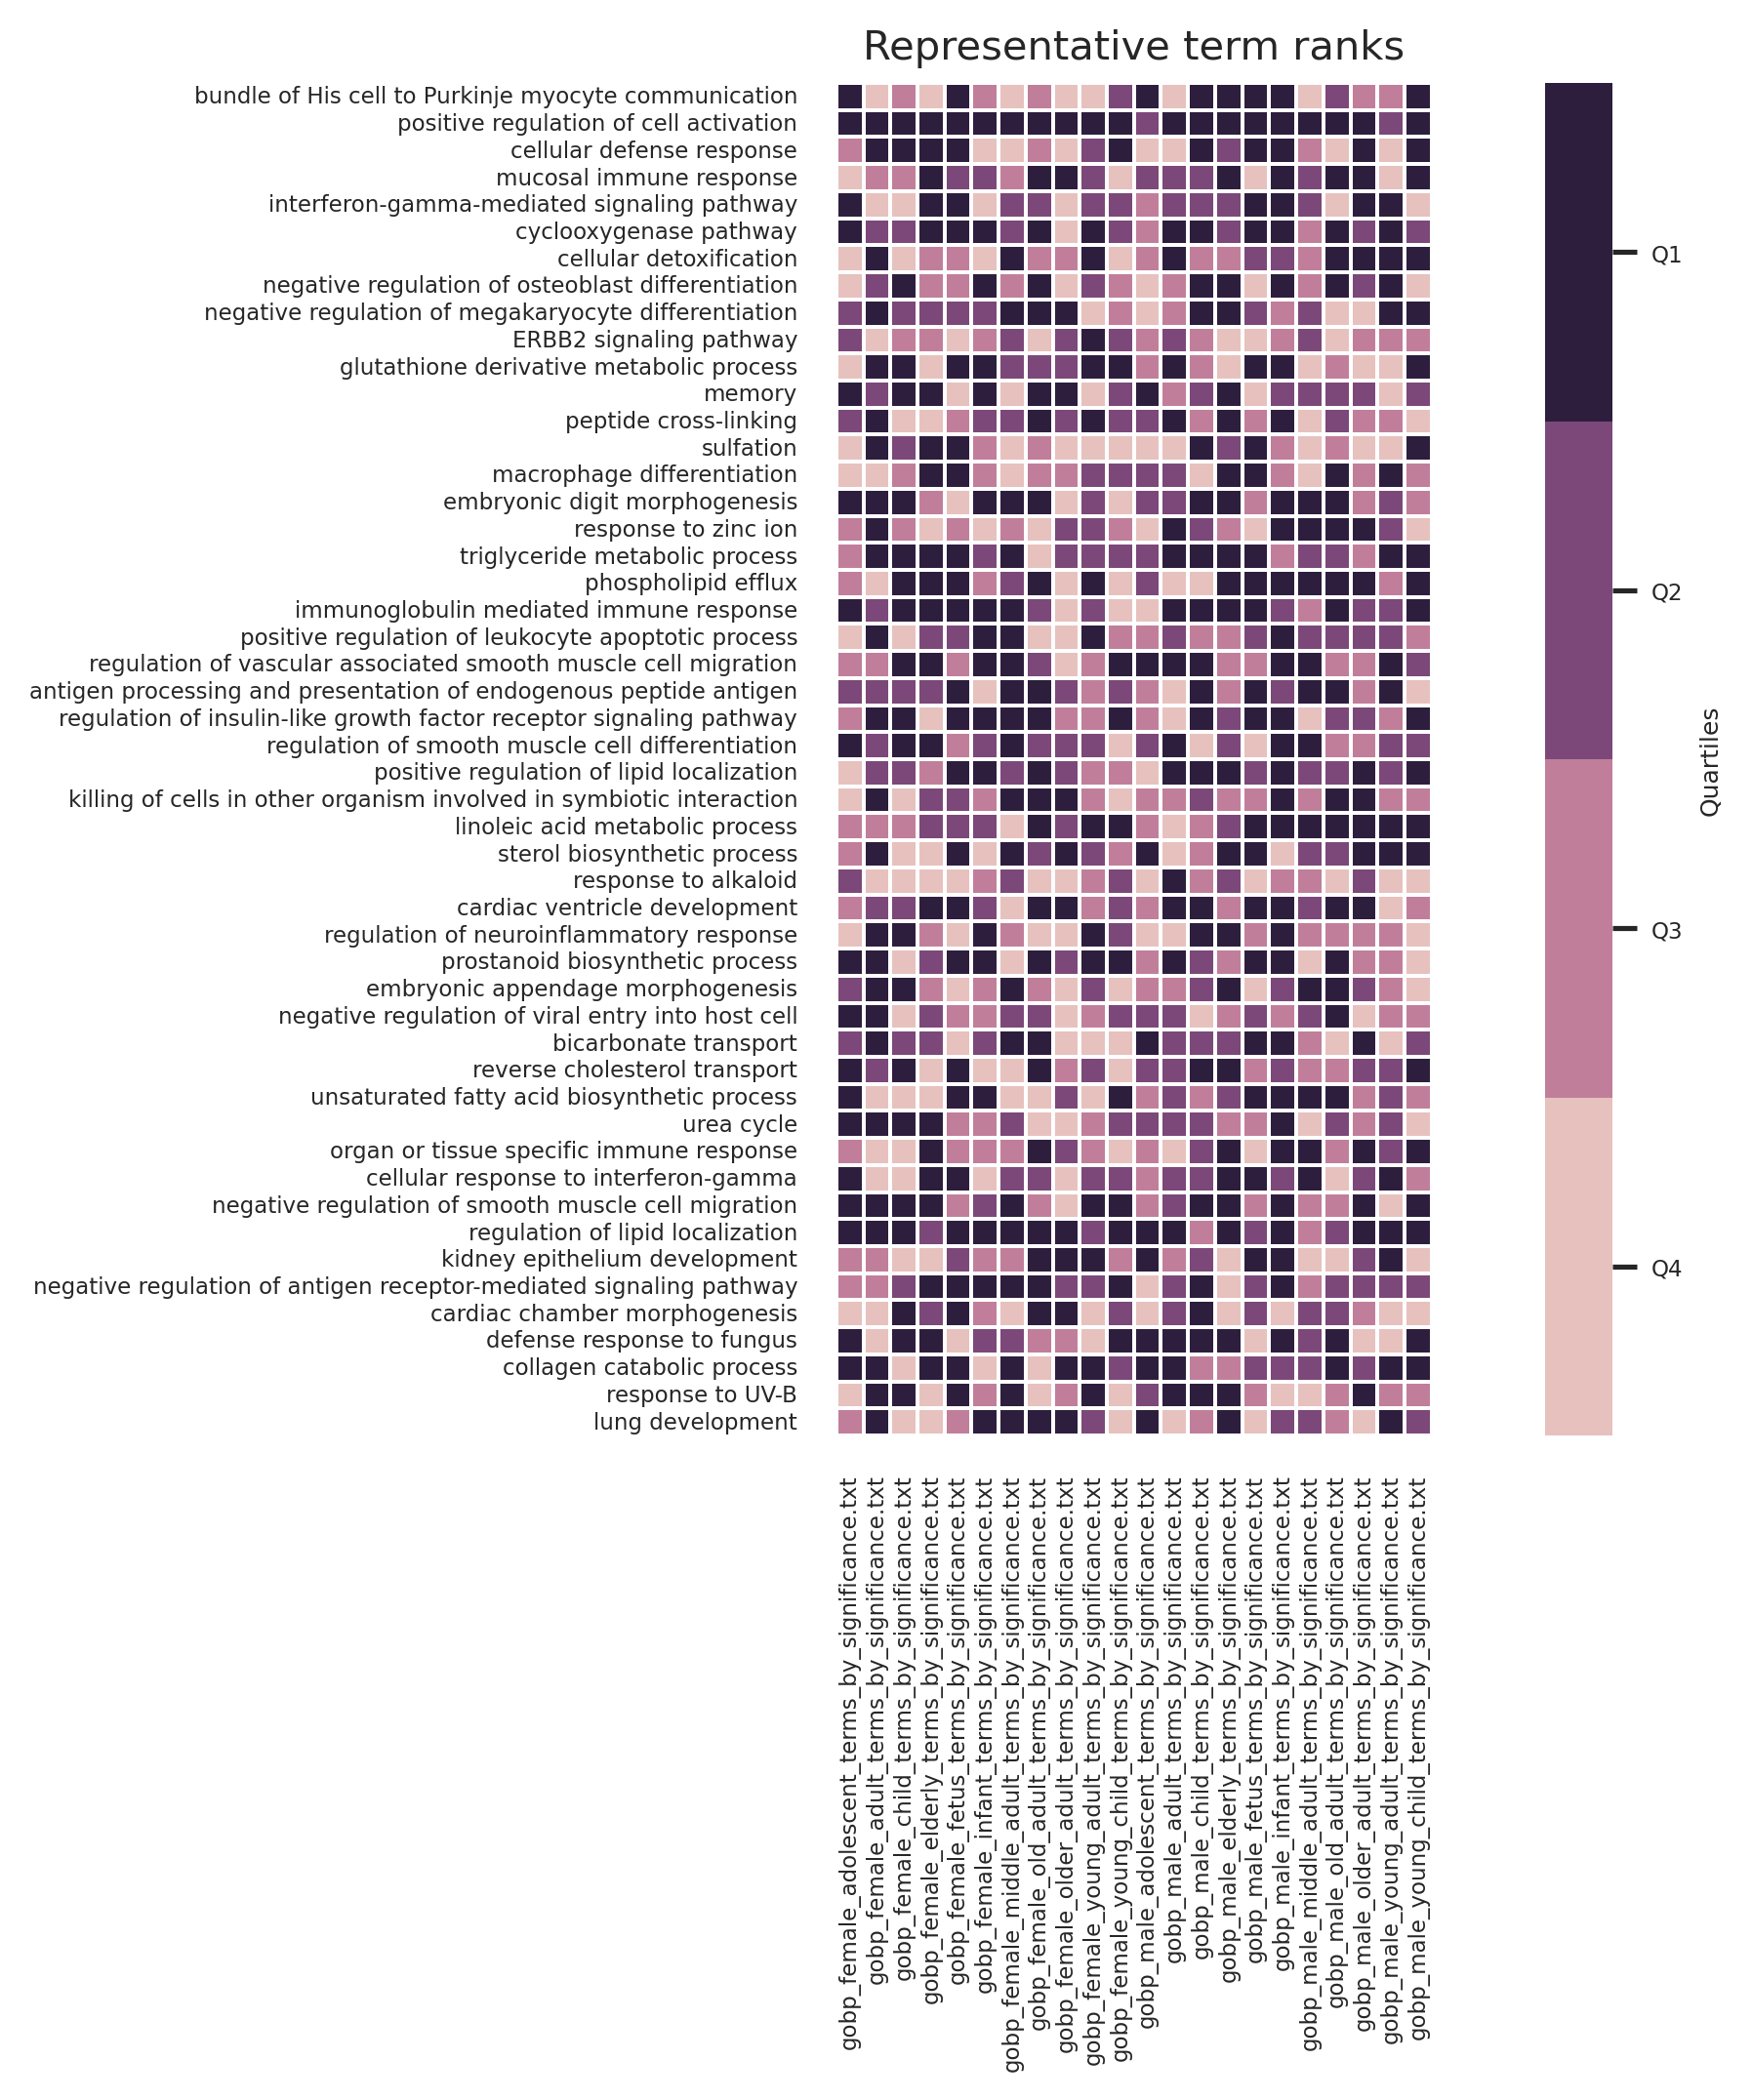 Representative term ranks
bundle of His cell to Purkinje myocyte communication
positive regulation of cell activation
cellular defense response
mucosal immune response
interferon-gamma-mediated signaling pathway
cyclooxygenase pathway
cellular detoxification
negative regulation of osteoblast differentiation
negative regulation of megakaryocyte differentiation
ERBB2 signaling pathway
glutathione derivative metabolic process
memory
peptide cross-linking
sulfation
macrophage differentiation
embryonic digit morphogenesis
response to zinc ion
triglyceride metabolic process
phospholipid efflux
immunoglobulin mediated immune response
positive regulation of leukocyte apoptotic process
regulation of vascular associated smooth muscle cell migration
antigen processing and presentation of endogenous peptide antigen
regulation of insulin-like growth factor receptor signaling pathway
regulation of smooth muscle cell differentiation
positive regulation of lipid localization
killing of cells in other organism involved in symbiotic interaction
linoleic acid metabolic process
sterol biosynthetic process
response to alkaloid
cardiac ventricle development
regulation of neuroinflammatory response
prostanoid biosynthetic process
embryonic appendage morphogenesis
negative regulation of viral entry into host cell
bicarbonate transport
reverse cholesterol transport
unsaturated fatty acid biosynthetic process
urea cycle
organ or tissue specific immune response
cellular response to interferon-gamma
negative regulation of smooth muscle cell migration
regulation of lipid localization
kidney epithelium development
negative regulation of antigen receptor-mediated signaling pathway
cardiac chamber morphogenesis
defense response to fungus
collagen catabolic process
response to UV-B
lung development
gobp_female_adolescent_terms_by_significance.txt
gobp_female_adult_terms_by_significance.txt
gobp_female_child_terms_by_significance.txt
gobp_female_elderly_terms_by_significance.txt
gobp_female_fetus_terms_by_significance.txt
gobp_female_infant_terms_by_significance.txt
gobp_female_middle_adult_terms_by_significance.txt
gobp_female_old_adult_terms_by_significance.txt
gobp_female_older_adult_terms_by_significance.txt
gobp_female_young_adult_terms_by_significance.txt
gobp_female_young_child_terms_by_significance.txt
gobp_male_adolescent_terms_by_significance.txt
gobp_male_adult_terms_by_significance.txt
gobp_male_child_terms_by_significance.txt
gobp_male_elderly_terms_by_significance.txt
gobp_male_fetus_terms_by_significance.txt
gobp_male_infant_terms_by_significance.txt
gobp_male_middle_adult_terms_by_significance.txt
gobp_male_old_adult_terms_by_significance.txt
gobp_male_older_adult_terms_by_significance.txt
gobp_male_young_adult_terms_by_significance.txt
gobp_male_young_child_terms_by_significance.txt
Q1
Q2
Q3
Q4
Quartiles